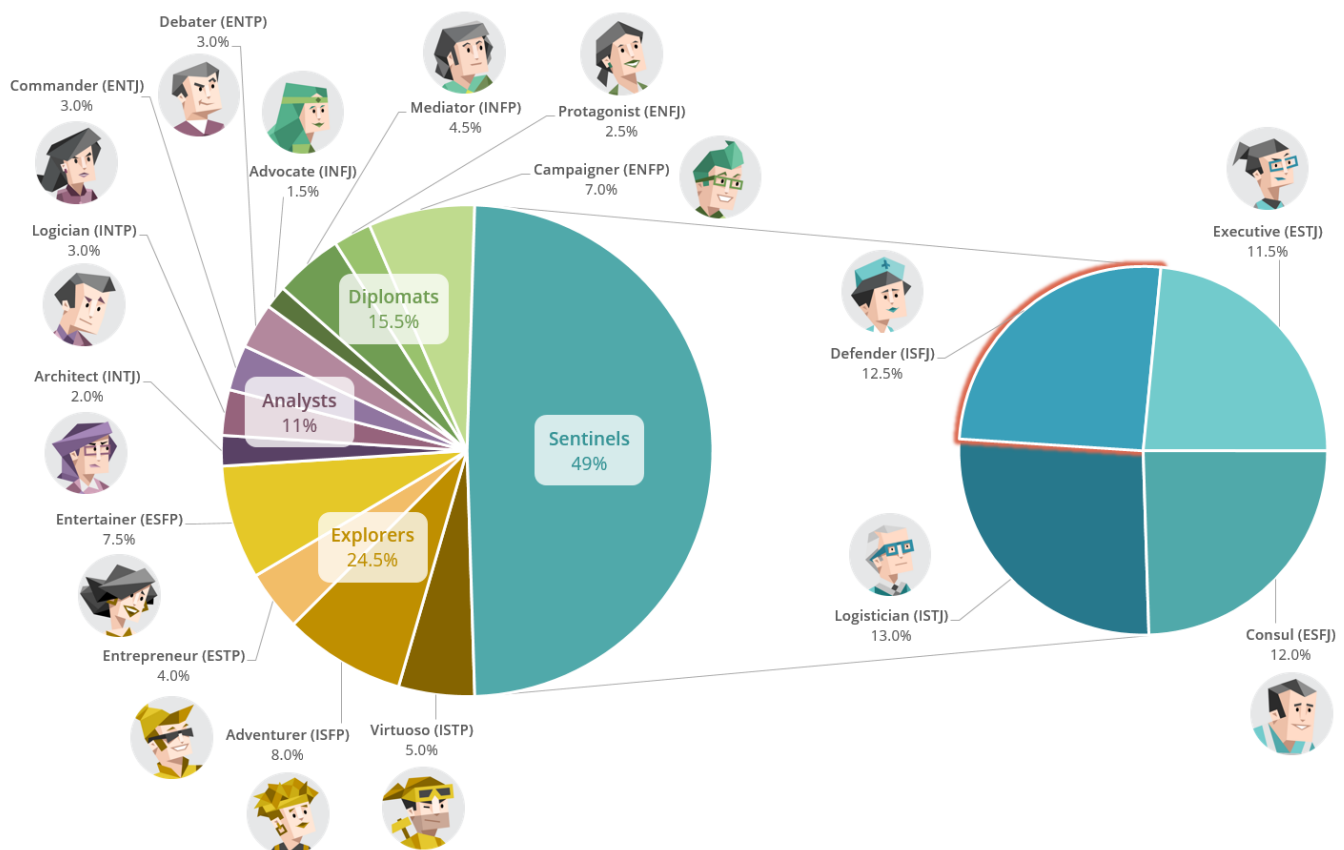 Debater (ENTP)
3.0%
Commander (ENTJ)
3.0%
Advocate (INFJ)
1.5%
Mediator (INFP)
4.5%
Protagonist (ENFJ)
2.5%
Campaigner (ENFP)
7.0%
Logician (INTP)
3.0%
Architect (INTJ)
2.0%
Entertainer (ESFP)
7.5%
Entrepreneur (ESTP)
4.0%
Adventurer (ISFP)
8.0%
Virtuoso (ISTP)
5.0%
Diplomats
15.5%
Analysts
11%
Explorers
24.5%
Sentinels
49%
Executive (ESTJ)
11.5%
Defender (ISFJ)
12.5%
Logistician (ISTJ)
13.0%
Consul (ESFJ)
12.0%